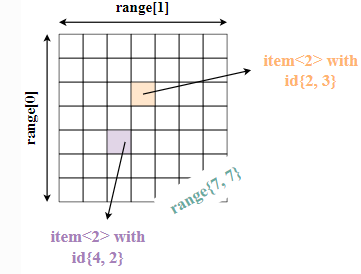 range[1]
range[0]
item<2> with
id{2, 3}
range{7, 7}
item<2> with
id{4, 2}